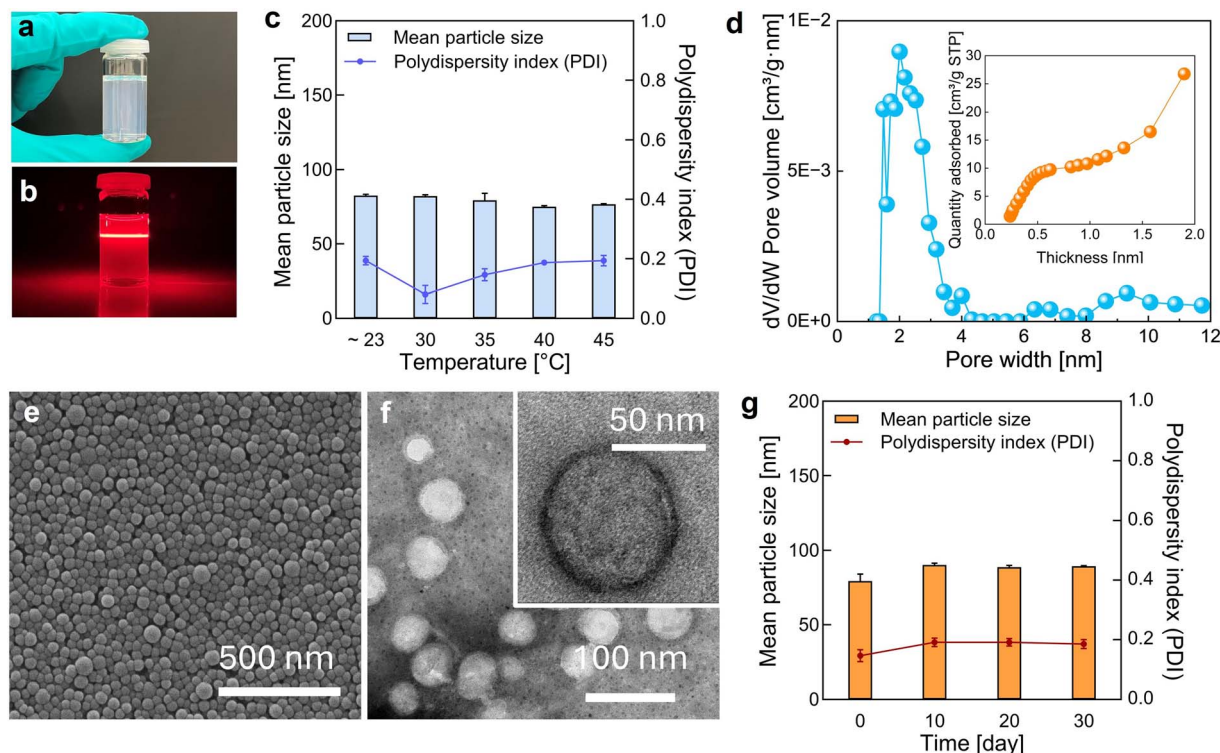 a
b
c
200
150
100
50
0
Mean particle size [nm]
Mean particle size
Polydispersity index (PDI)
1.0
0.8
0.6
0.4
0.2
0.0
Polydispersity index (PDI)
~ 23 30 35 40 45
Temperature [°C]
d
1E-2
5E-3
0E+0
dV/dW Pore volume [cm³/g·nm]
0 2 4 6 8 10 12
Pore width [nm]
30
25
20
15
10
5
0
Quantity adsorbed [cm³/g STP]
0.0 0.5 1.0 1.5 2.0
Thickness [nm]
e
500 nm
f
50 nm
100 nm
g
200
150
100
50
0
Mean particle size [nm]
Mean particle size
Polydispersity index (PDI)
1.0
0.8
0.6
0.4
0.2
0.0
Polydispersity index (PDI)
0 10 20 30
Time [day]